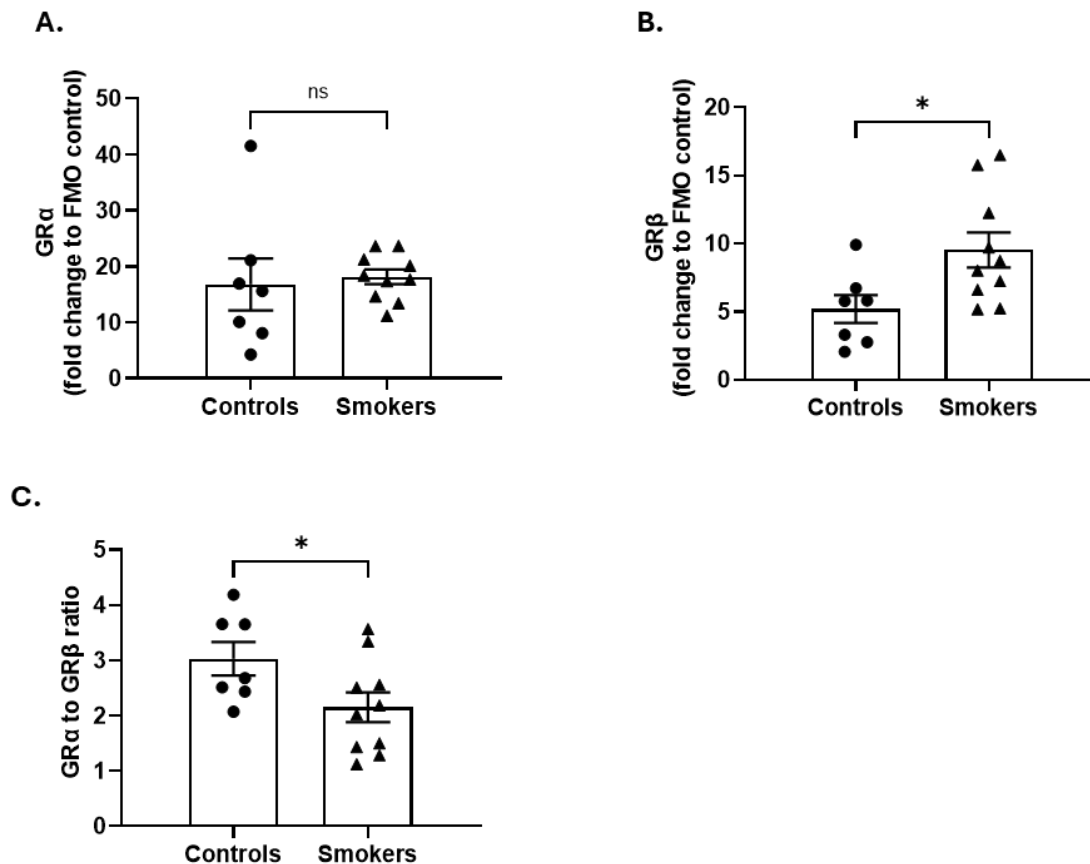 A.
GRα
(fold change to FMO control)
50
40
30
20
10
0
ns
Controls Smokers
B.
GRβ
(fold change to FMO control)
20
15
10
5
0
*
Controls Smokers
C.
GRα to GRβ ratio
5
4
3
2
1
0
*
Controls Smokers